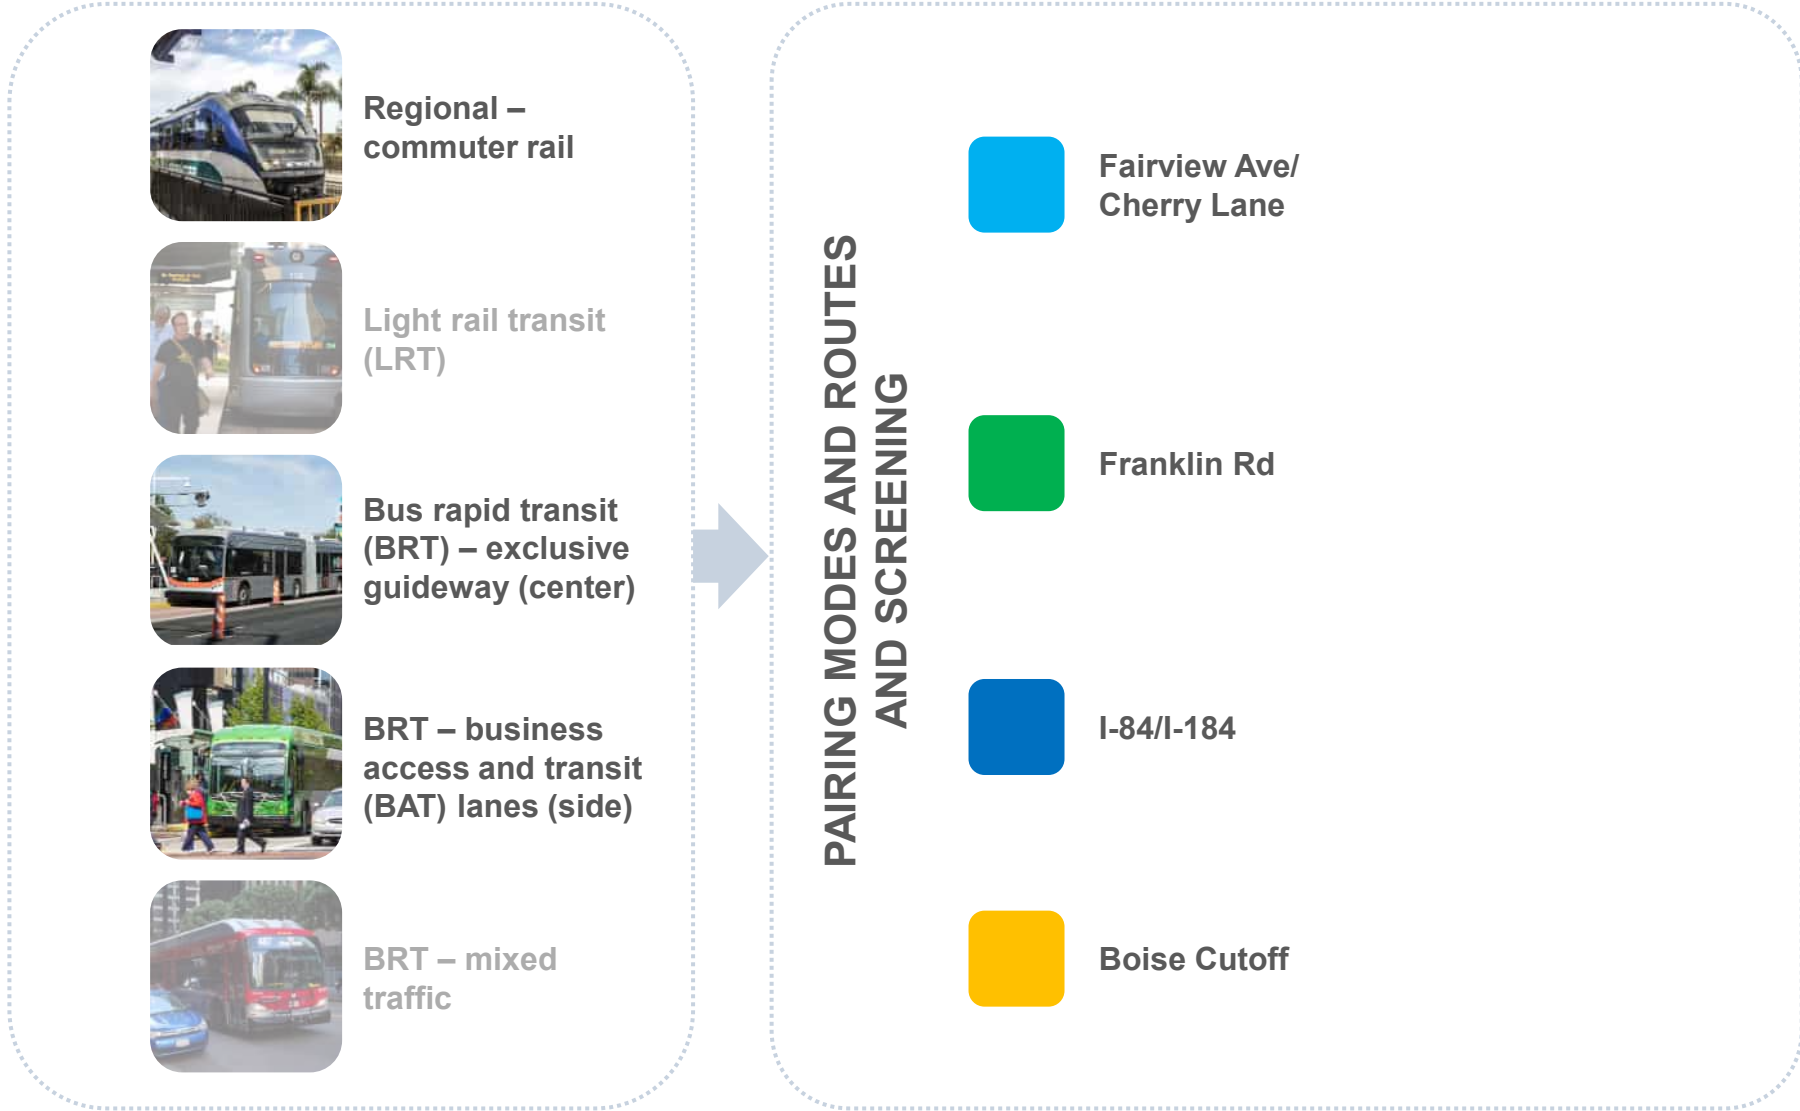 Regional –
commuter rail
Light rail transit
(LRT)
Bus rapid transit
(BRT) – exclusive
guideway (center)
BRT – business
access and transit
(BAT) lanes (side)
BRT – mixed
traffic
PAIRING MODES AND ROUTES
AND SCREENING
Fairview Ave/
Cherry Lane
Franklin Rd
I-84/I-184
Boise Cutoff